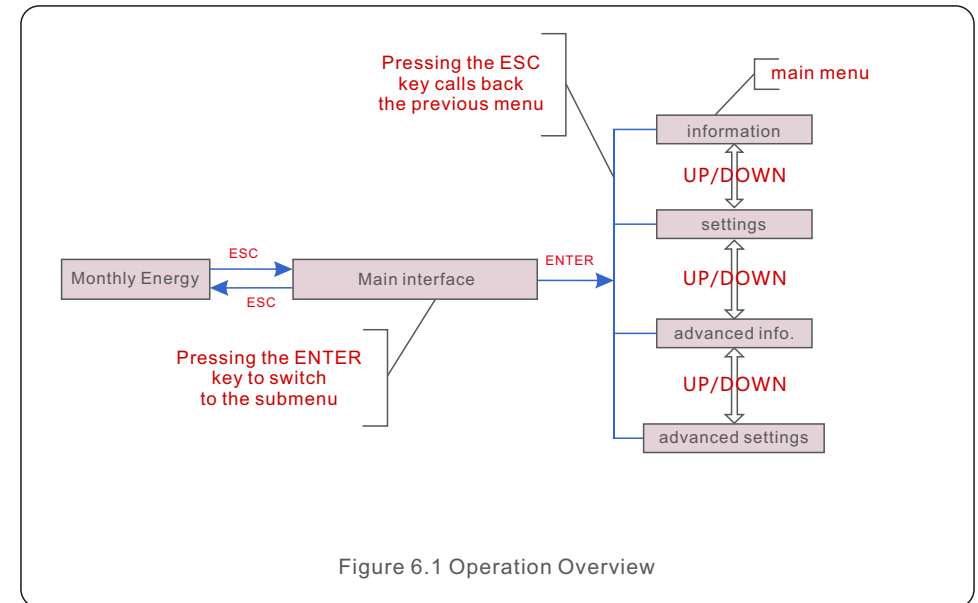 Pressing the ESC
key calls back
the previous menu
main menu
information
UP/DOWN
settings
UP/DOWN
advanced info.
UP/DOWN
advanced settings
Monthly Energy
ESC
ESC
Main interface
ENTER
Pressing the ENTER
key to switch
to the submenu
Figure 6.1 Operation Overview